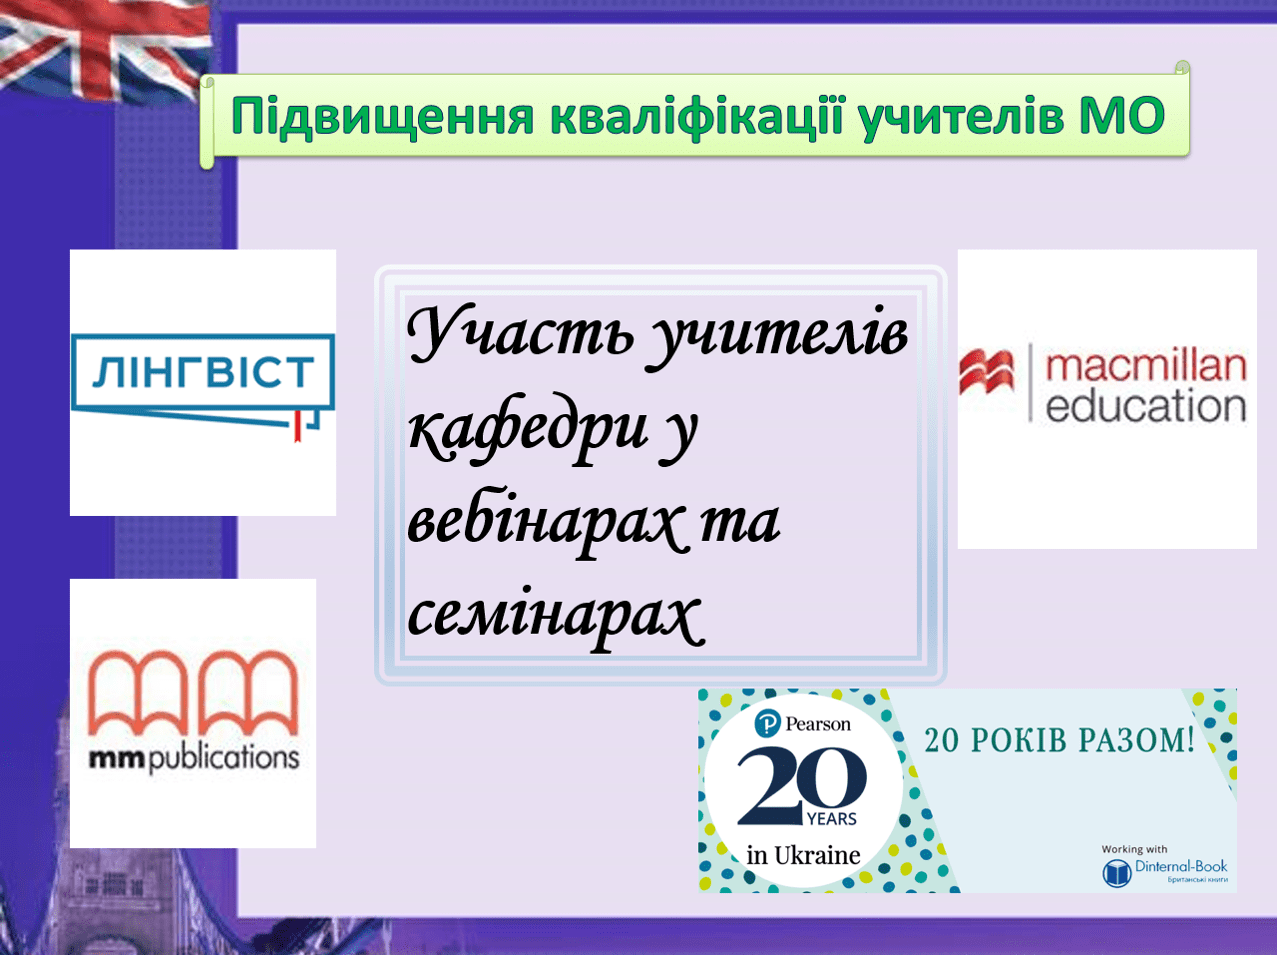 Підвищення кваліфікації учителів МО
ЛІНГВІСТ
Участь учителів
кафедри у
вебінарах та
семінарах
macmillan
education
mm publications
Pearson
20
YEARS
in Ukraine
20 РОКІВ РАЗОМ!
Working with
Dinternal-Book
Британські книги